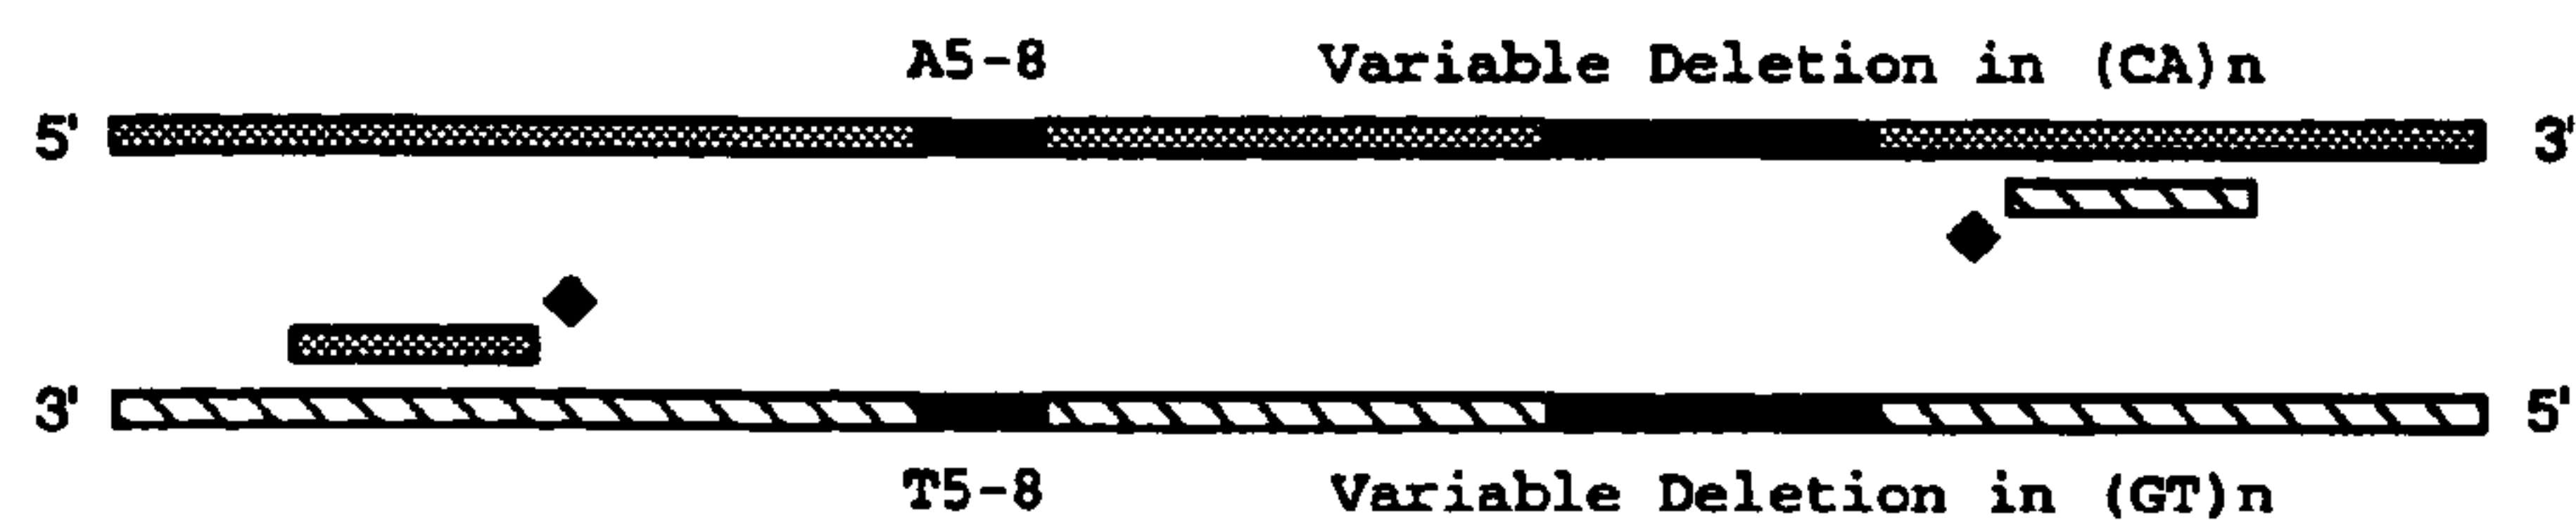 A5-8 Variable Deletion in (CA)n
5' 3'
3' 5'
T5-8 Variable Deletion in (GT)n